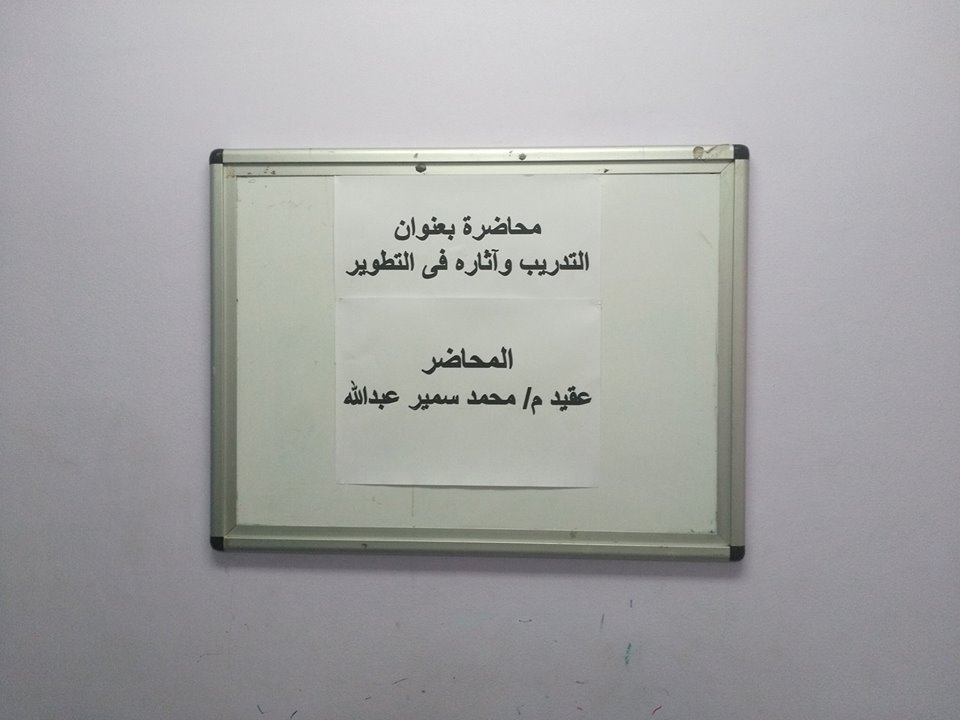 محاضرة بعنوان
التدريب وآثاره فى التطوير
المحاضر
عقيد م/ محمد سمير عبدالله